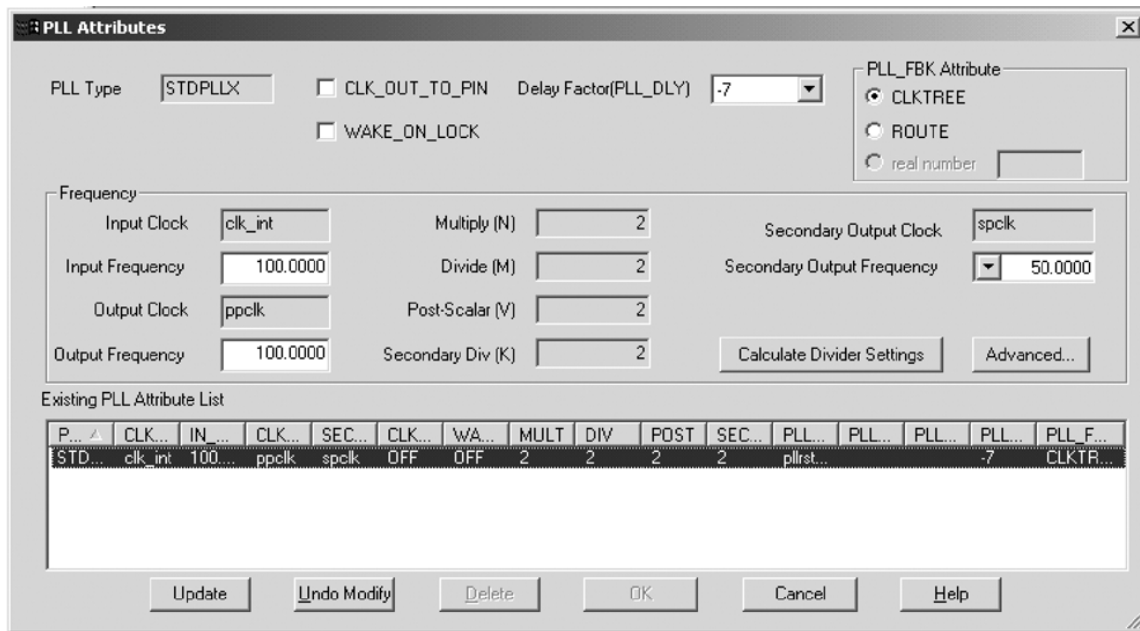 PLL Attributes
PLL Type STDPLLX CLK_OUT_TO_PIN Delay Factor(PLL_DLY) -7 PLL_FBK Attribute
CLKTREE
WAKE_ON_LOCK ROUTE
real number
Frequency
Input Clock clk_int Multiply (N) 2 Secondary Output Clock spclk
Input Frequency 100.0000 Divide (M) 2 Secondary Output Frequency 50.0000
Output Clock ppclk Post-Scalar (V) 2
Output Frequency 100.0000 Secondary Div (K) 2 Calculate Divider Settings Advanced...
Existing PLL Attribute List
P... CLK... IN_... CLK... SEC... CLK... WA... MULT DIV POST SEC... PLL... PLL... PLL... PLL... PLL_F...
STD... clk_int 100.... ppclk spclk OFF OFF 2 2 2 2 pllrst... -7 CLKTR...
Update Undo Modify Delete OK Cancel Help